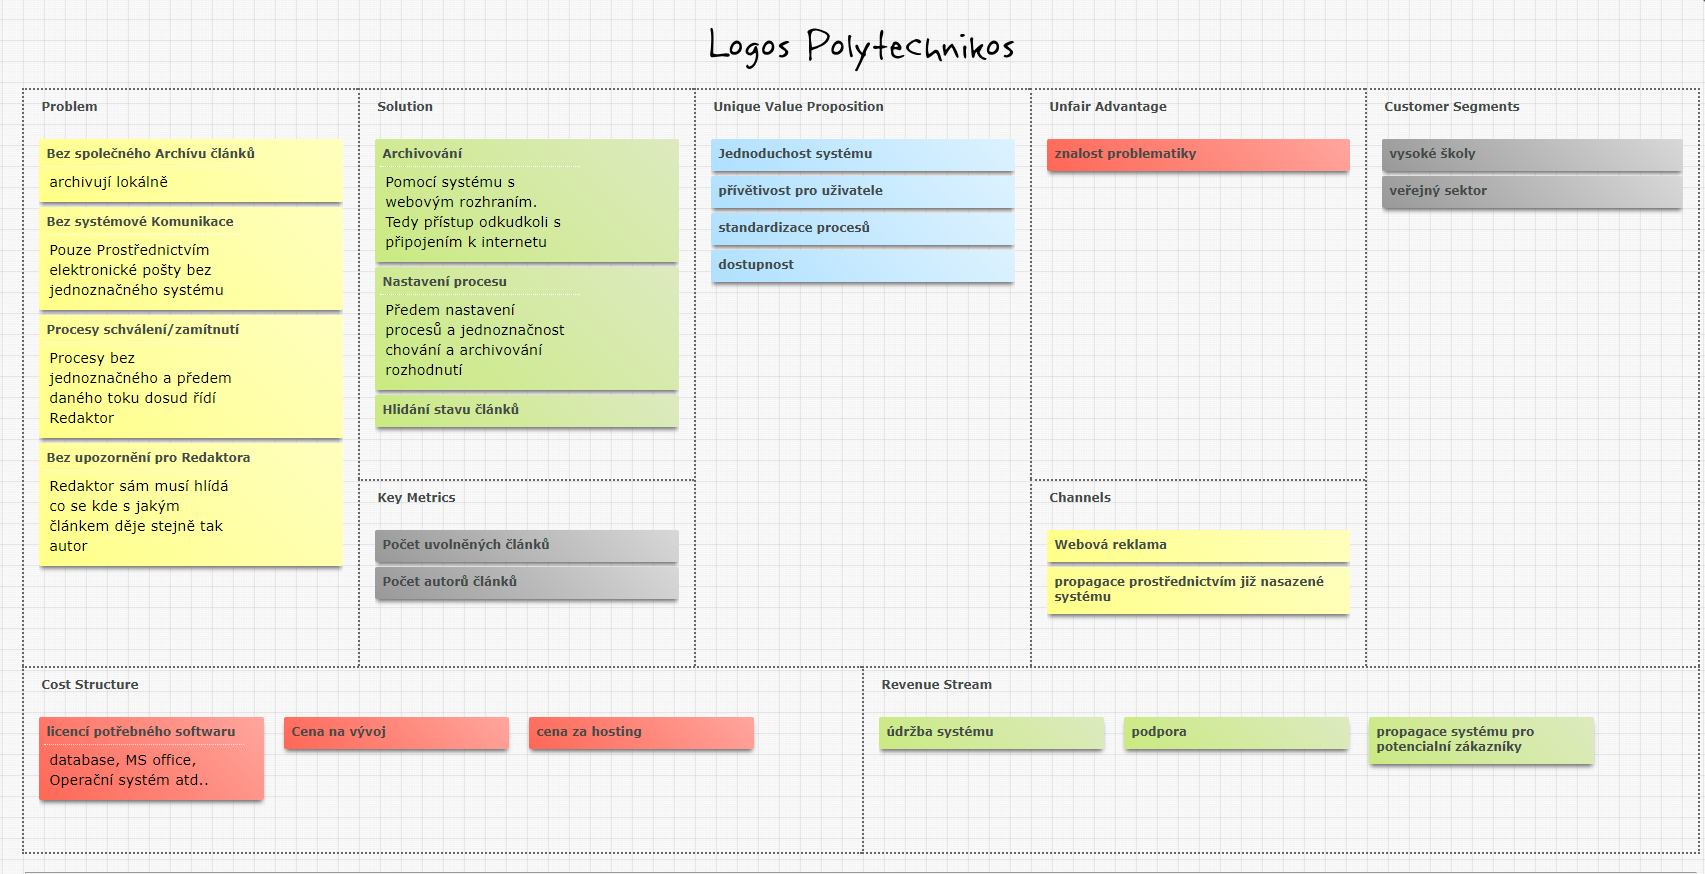 Logos Polytechnikos
Problem
Bez společného Archívu článků
archivují lokálně
Bez systémové Komunikace
Pouze Prostřednictvím
elektronické pošty bez
jednoznačného systému
Procesy schválení/zamítnutí
Procesy bez
jednoznačného a předem
daného toku dosud řídí
Redaktor
Bez upozornění pro Redaktora
Redaktor sám musí hlídá
co se kde s jakým
článkem děje stejně tak
autor
Solution
Archivování
Pomocí systému s
webovým rozhraním.
Tedy přístup odkudkoli s
připojením k internetu
Nastavení procesu
Předem nastavení
procesů a jednoznačnost
chování a archivování
rozhodnutí
Hlidání stavu článků
Key Metrics
Počet uvolněných článků
Počet autorů článků
Unique Value Proposition
Jednoduchost systému
přívětivost pro uživatele
standardizace procesů
dostupnost
Unfair Advantage
znalost problematiky
Channels
Webová reklama
propagace prostřednictvím již nasazené
systému
Customer Segments
vysoké školy
veřejný sektor
Cost Structure
licencí potřebného softwaru
database, MS office,
Operační systém atd..
Cena na vývoj
cena za hosting
Revenue Stream
údržba systému
podpora
propagace systému pro
potencialní zákazníky